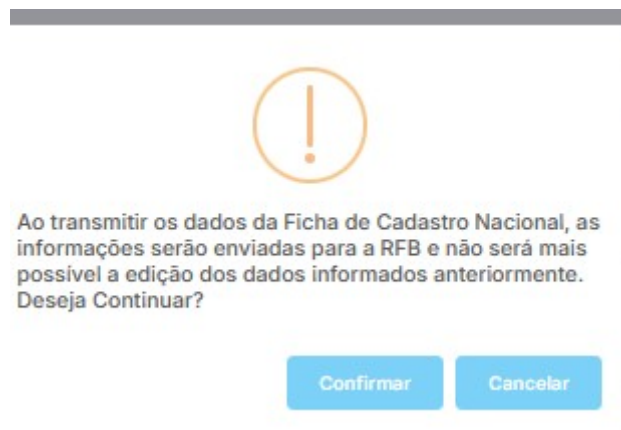 Ao transmitir os dados da Ficha de Cadastro Nacional, as
informações serão enviadas para a RFB e não será mais
possível a edição dos dados informados anteriormente.
Deseja Continuar?
Confirmar Cancelar